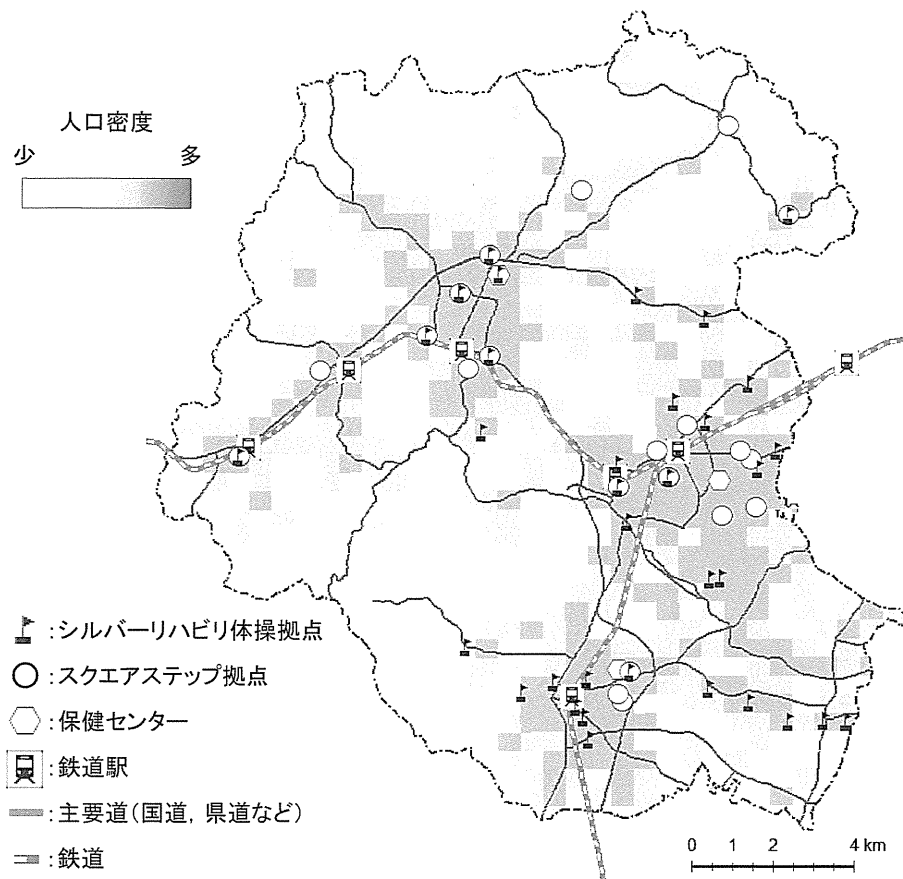 人口密度
少 多
:シルバーリハビリ体操拠点
:スクエアステップ拠点
:保健センター
:鉄道駅
:主要道(国道, 県道など)
:鉄道
0 1 2 4 km